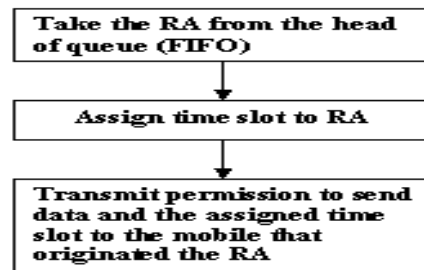 Take the RA from the head
of queue (FIFO)
Assign time slot to RA
Transmit permission to send
data and the assigned time
slot to the mobile that
originated the RA